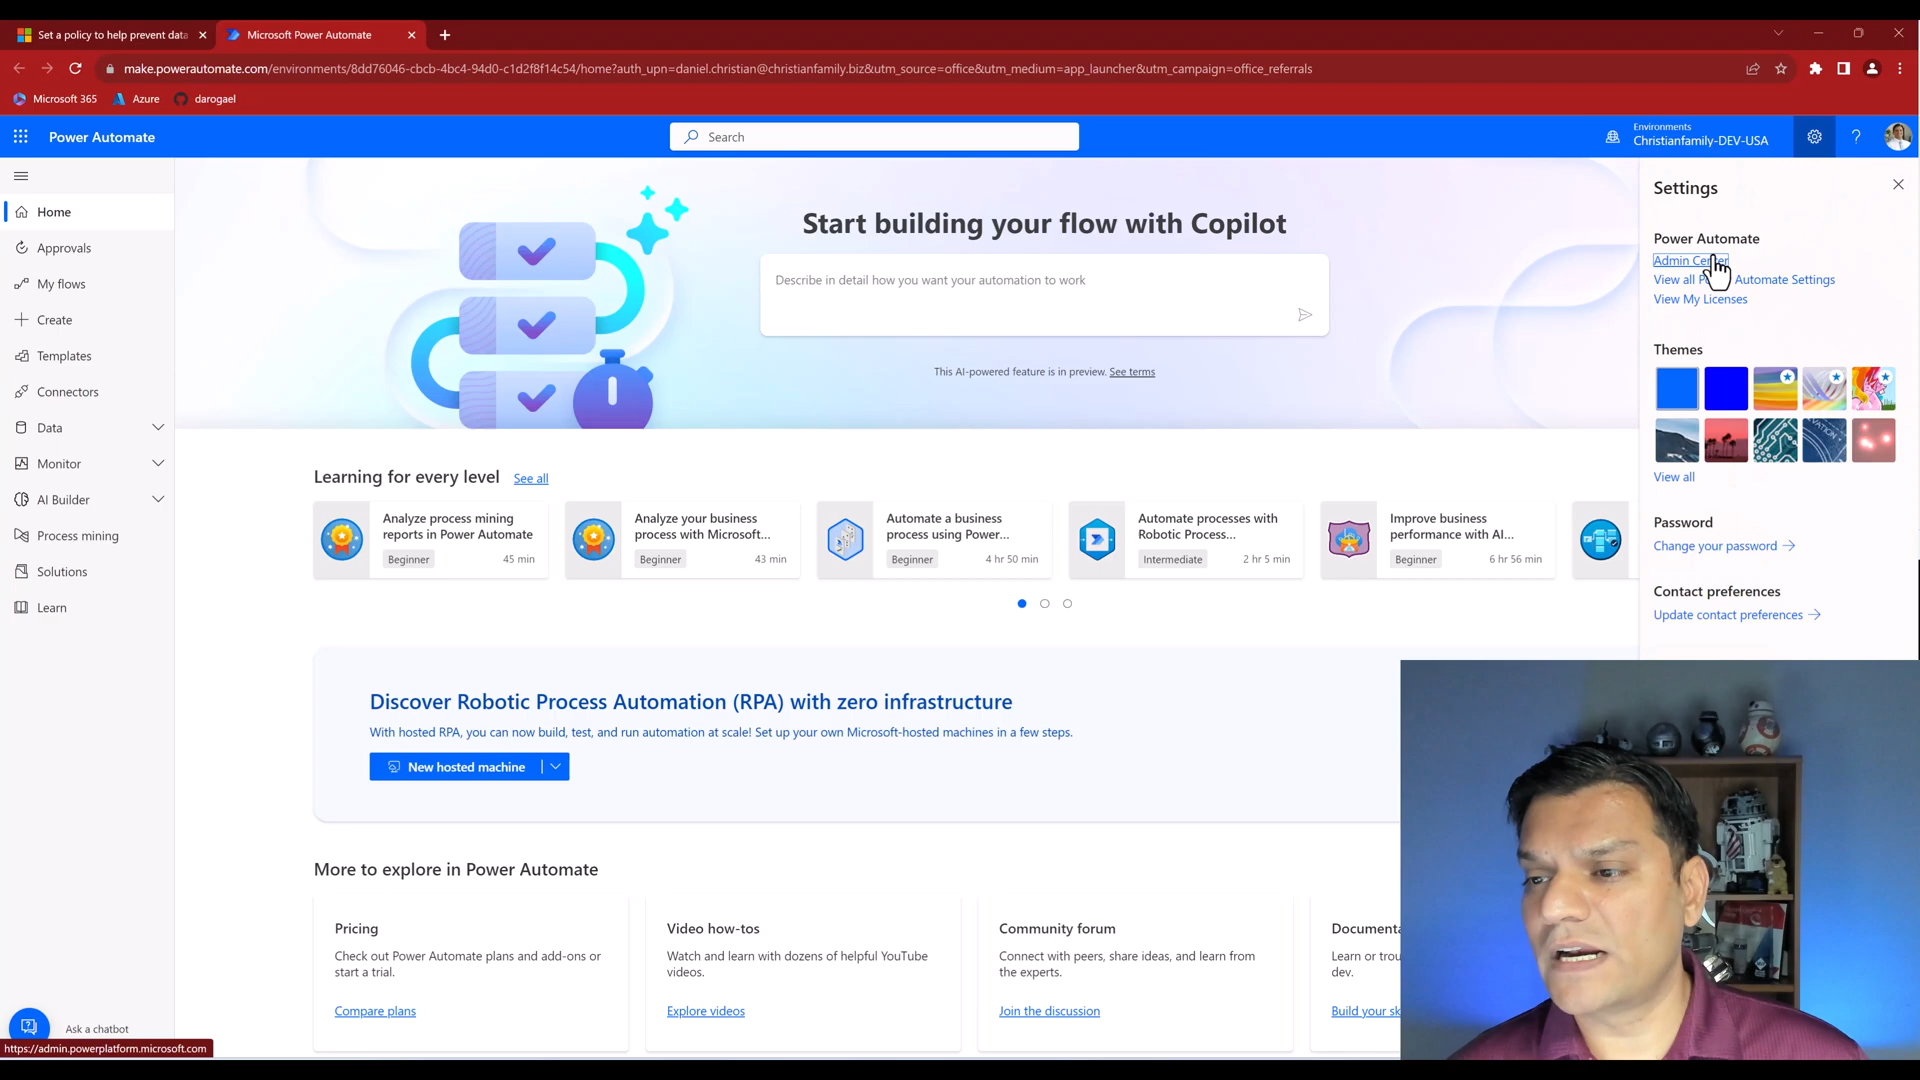 Set a policy to help prevent data
Microsoft Power Automate
make.powerautomate.com/environments/8dd76046-cbcb-4bc4-94d0-c1d2f8f14c54/home?auth_upn=daniel.christian@christianfamily.biz&utm_source=office&utm_medium=app_launcher&utm_campaign=office_referrals
Microsoft 365
Azure
darogael
Power Automate
Search
Environments
Christianfamily-DEV-USA
Home
Approvals
My flows
Create
Templates
Connectors
Data
Monitor
AI Builder
Process mining
Solutions
Learn
Ask a chatbot
https://admin.powerplatform.microsoft.com
Start building your flow with Copilot
Describe in detail how you want your automation to work
This AI-powered feature is in preview. See terms
Learning for every level
See all
Analyze process mining
reports in Power Automate
Beginner
45 min
Analyze your business
process with Microsoft...
Beginner
43 min
Automate a business
process using Power...
Beginner
4 hr 50 min
Automate processes with
Robotic Process...
Intermediate
2 hr 5 min
Improve business
performance with AI...
Beginner
6 hr 56 min
Discover Robotic Process Automation (RPA) with zero infrastructure
With hosted RPA, you can now build, test, and run automation at scale! Set up your own Microsoft-hosted machines in a few steps.
New hosted machine
More to explore in Power Automate
Pricing
Check out Power Automate plans and add-ons or
start a trial.
Compare plans
Video how-tos
Watch and learn with dozens of helpful YouTube
videos.
Explore videos
Community forum
Connect with peers, share ideas, and learn from
the experts.
Join the discussion
Documenta
Learn or trou
dev.
Build your sk
Settings
Power Automate
Admin Center
View all Automate Settings
View My Licenses
Themes
View all
Password
Change your password
Contact preferences
Update contact preferences